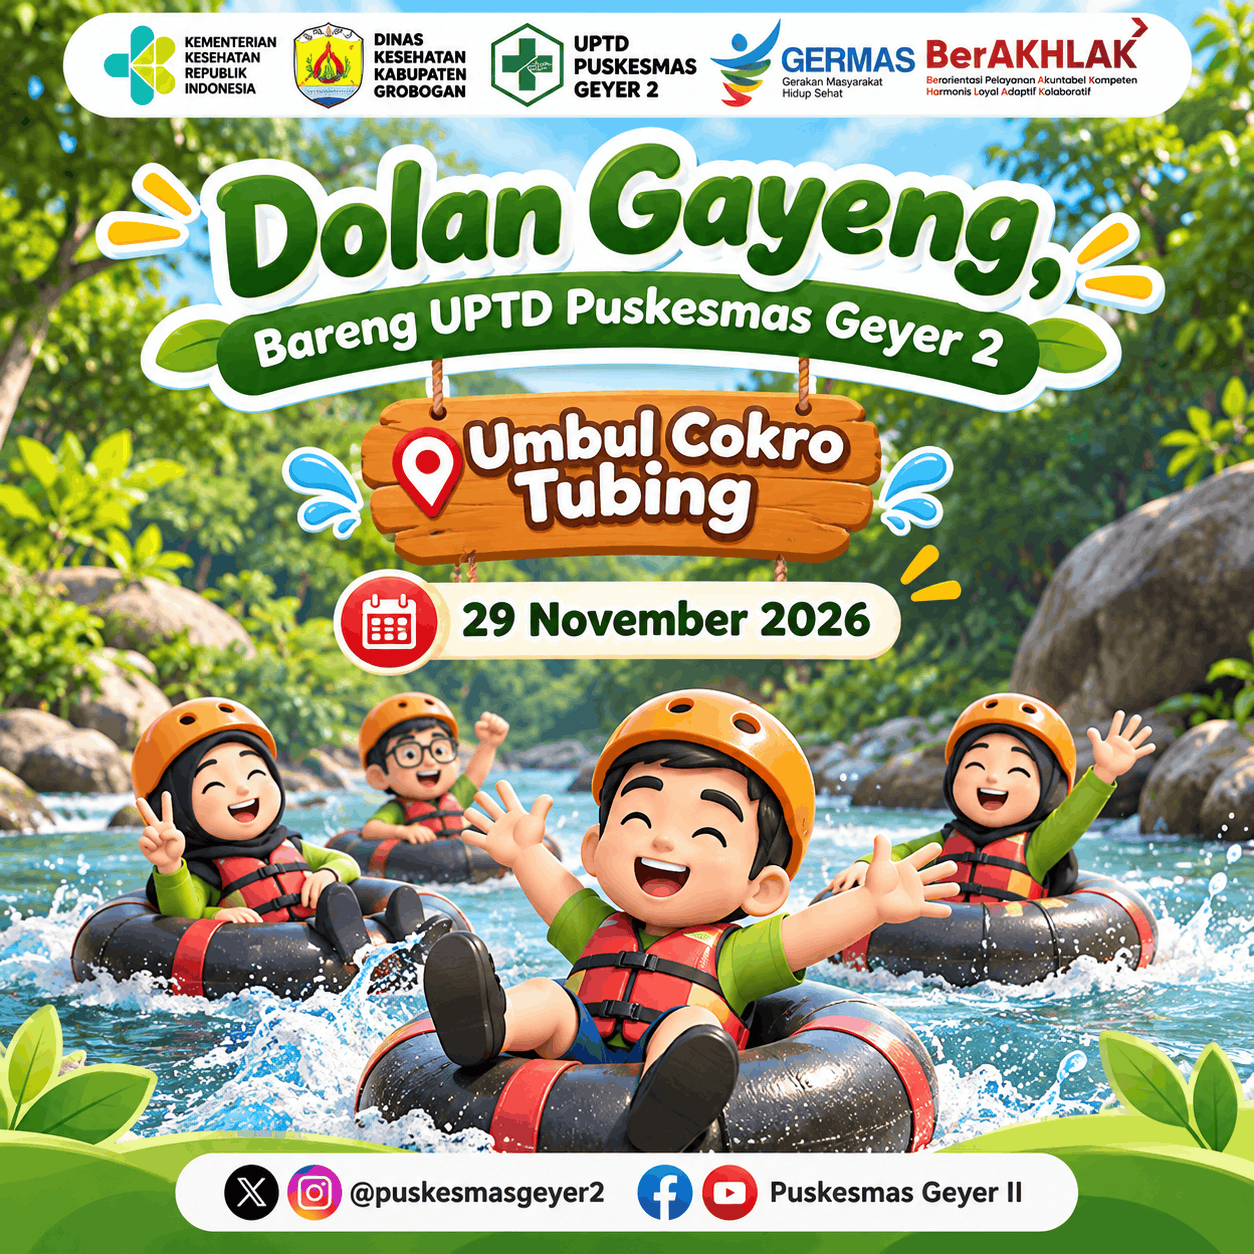 KEMENTERIAN
KESEHATAN
REPUBLIK
INDONESIA
DINAS
KESEHATAN
KABUPATEN
GROBOGAN
UPTD
PUSKESMAS
GEYER 2
GERMAS
Gerakan Masyarakat
Hidup Sehat
BerAKHLAK
Berorientasi Pelayanan Akuntabel Kompeten
Harmonis Loyal Adaptif Kolaboratif
Dolan Gayeng,
Bareng UPTD Puskesmas Geyer 2
Umbul Cokro
Tubing
29 November 2026
@puskesmasgeyer2
Puskesmas Geyer II